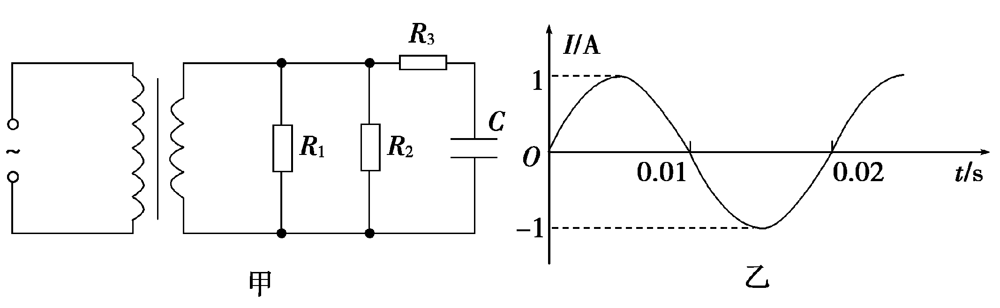 R₃
~
R₁
R₂
C
甲
I/A
1
O
0.01
0.02
t/s
−1
乙